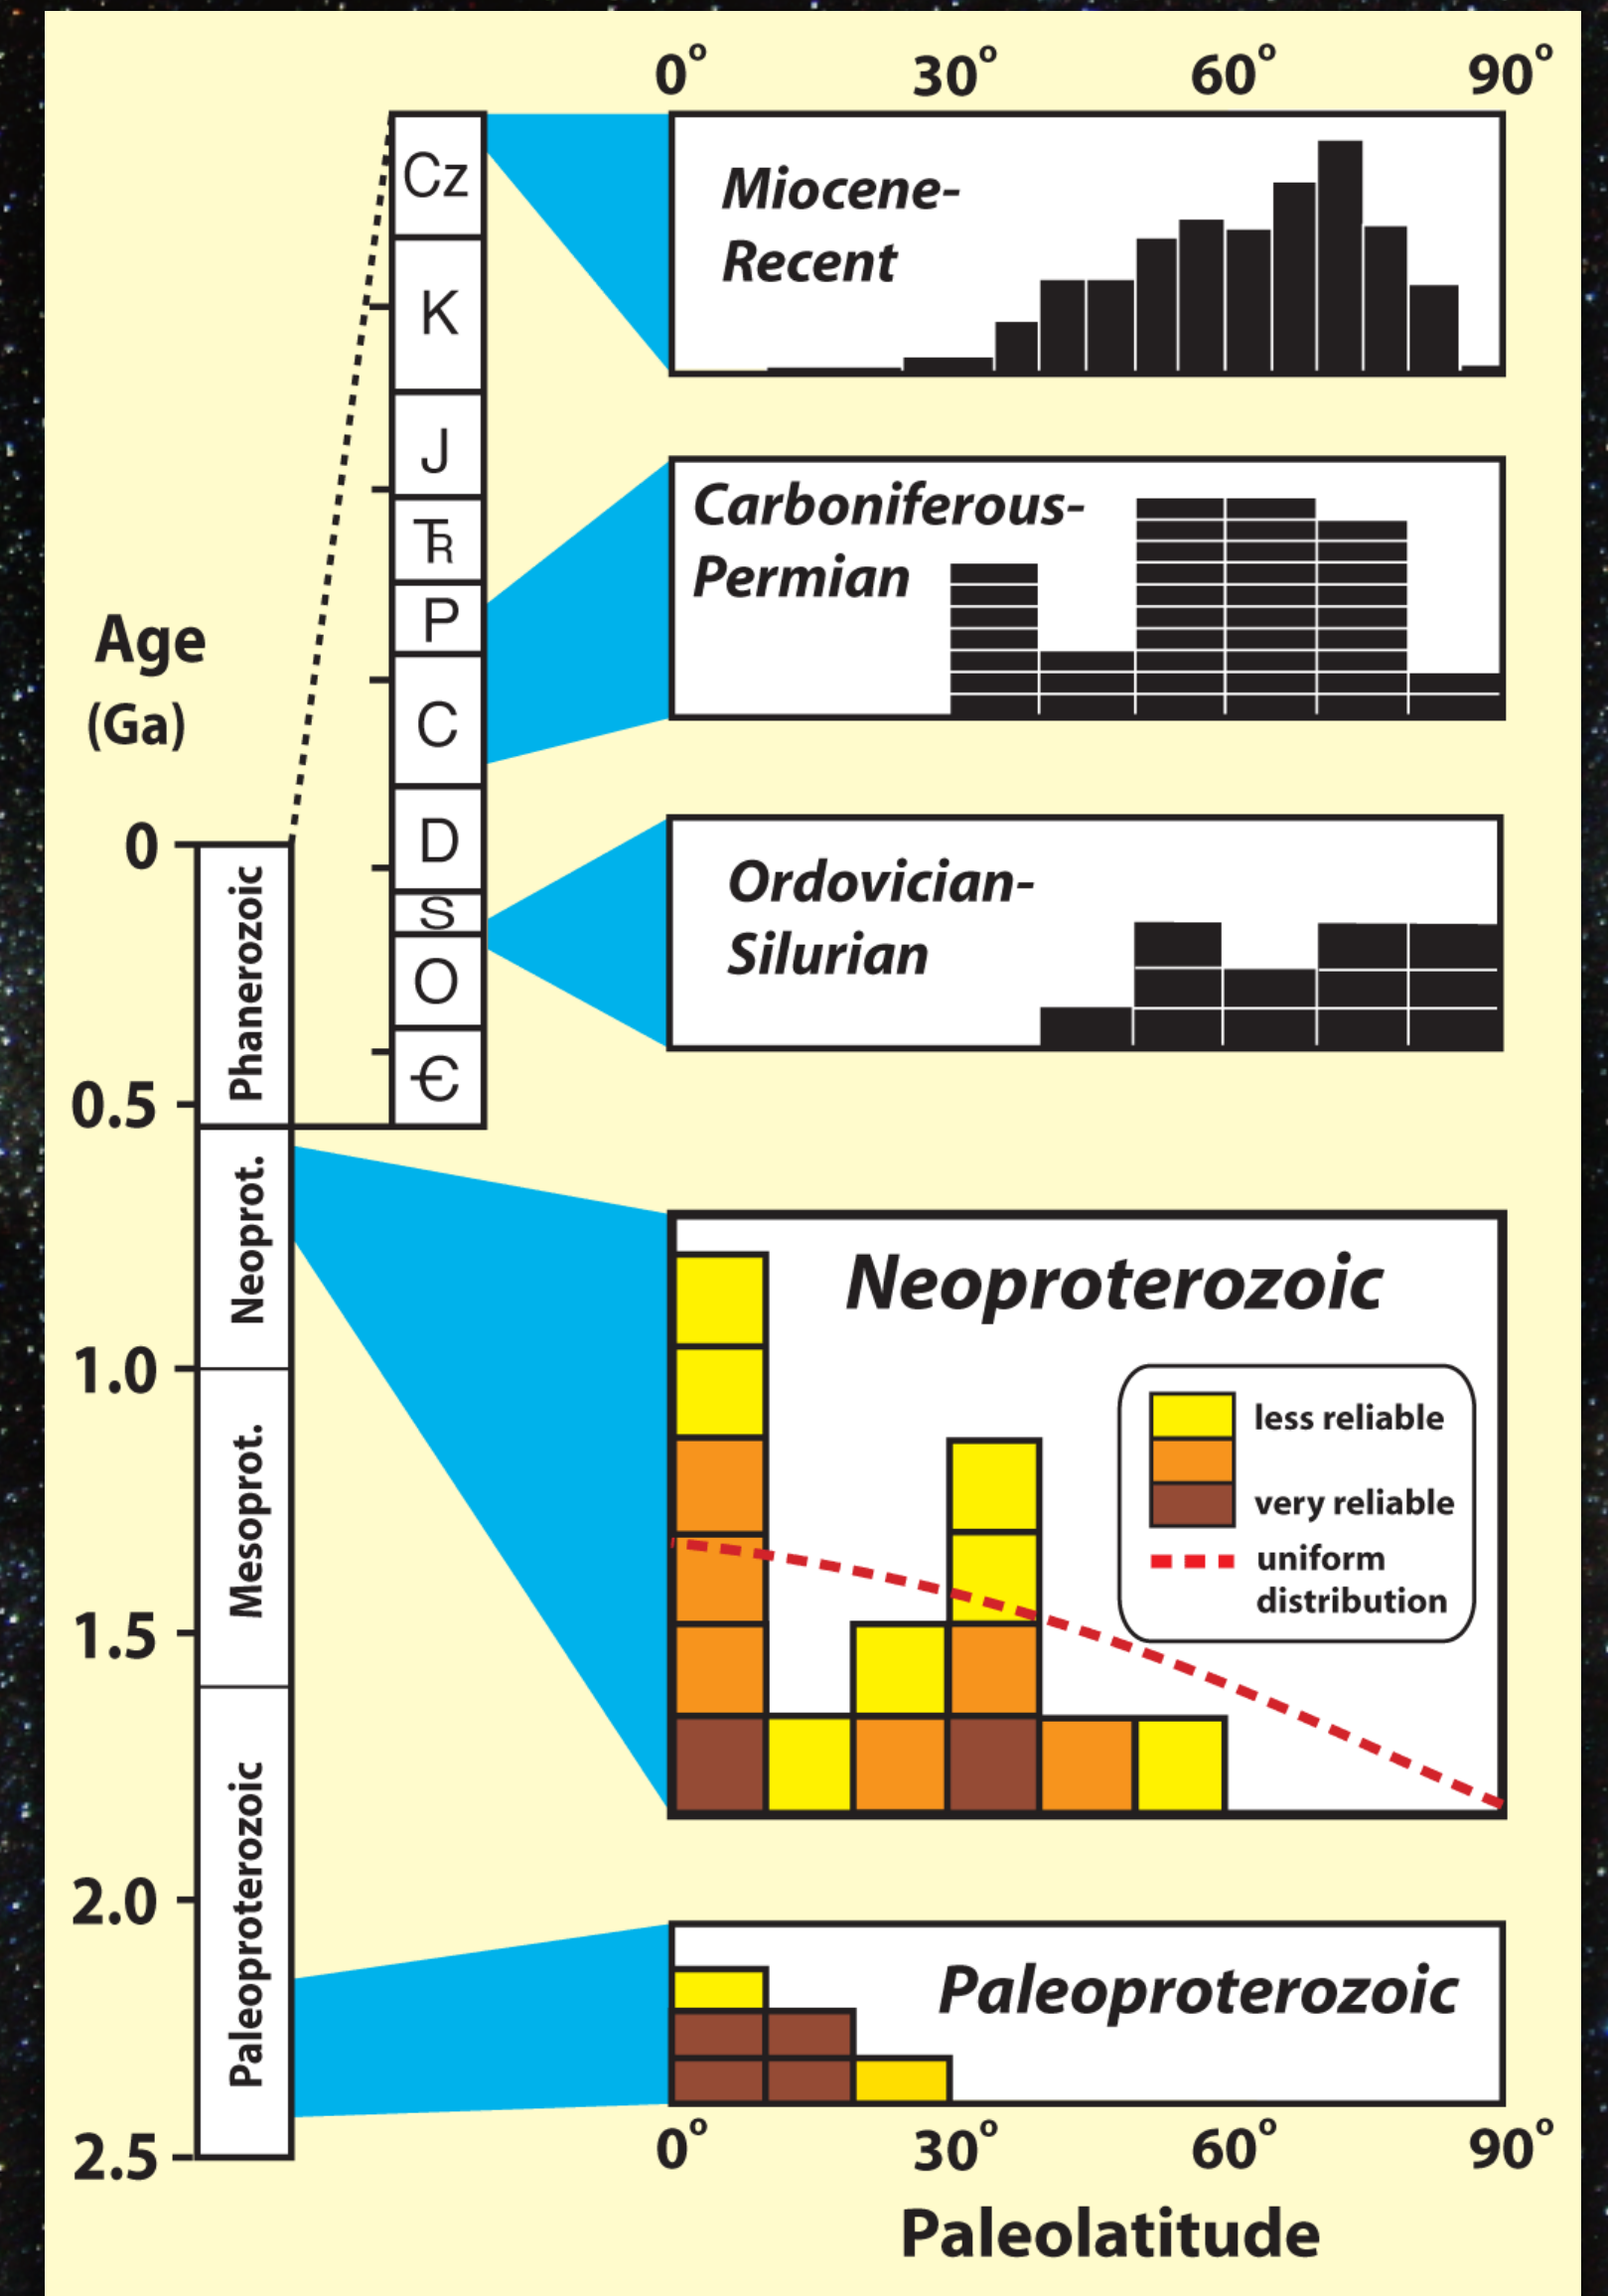 0° 30° 60° 90°
Cz
K
J
TR
P
C
D
S
O
Є
Age
(Ga)
0
0.5
1.0
1.5
2.0
2.5
Phanerozoic
Neoprot.
Mesoprot.
Paleoproterozoic
Miocene-
Recent
Carboniferous-
Permian
Ordovician-
Silurian
Neoproterozoic
less reliable
very reliable
uniform
distribution
Paleoproterozoic
0° 30° 60° 90°
Paleolatitude